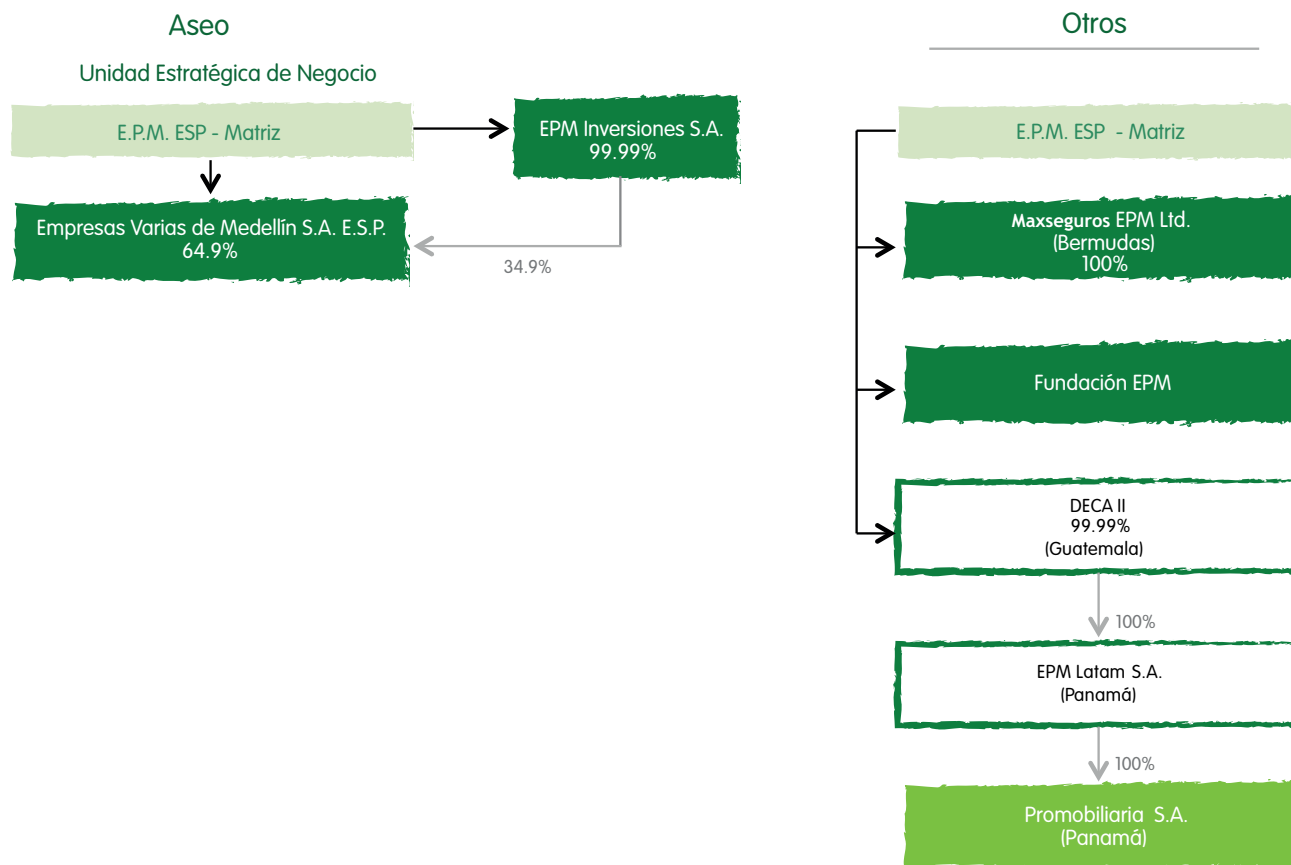 Aseo
Unidad Estratégica de Negocio
E.P.M. ESP - Matriz
EPM Inversiones S.A.
99.99%
Empresas Varias de Medellín S.A. E.S.P.
64.9%
34.9%
Otros
E.P.M. ESP - Matriz
Maxseguros EPM Ltd.
(Bermudas)
100%
Fundación EPM
DECA II
99.99%
(Guatemala)
100%
EPM Latam S.A.
(Panamá)
100%
Promobiliaria S.A.
(Panamá)